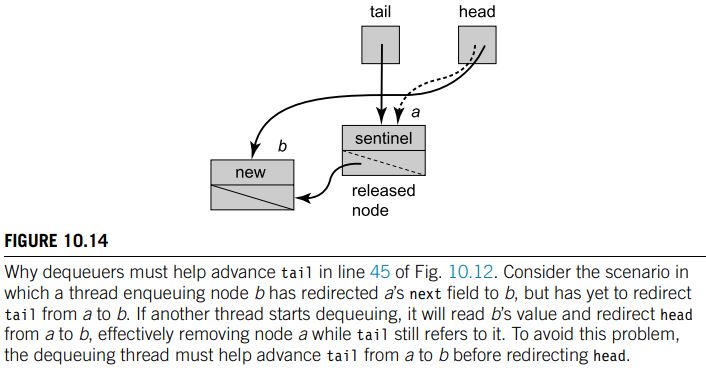 tail
head
a
sentinel
b
new
released
node
FIGURE 10.14
Why dequeuers must help advance tail in line 45 of Fig. 10.12. Consider the scenario in
which a thread enqueuing node b has redirected a's next field to b, but has yet to redirect
tail from a to b. If another thread starts dequeuing, it will read b's value and redirect head
from a to b, effectively removing node a while tail still refers to it. To avoid this problem,
the dequeuing thread must help advance tail from a to b before redirecting head.